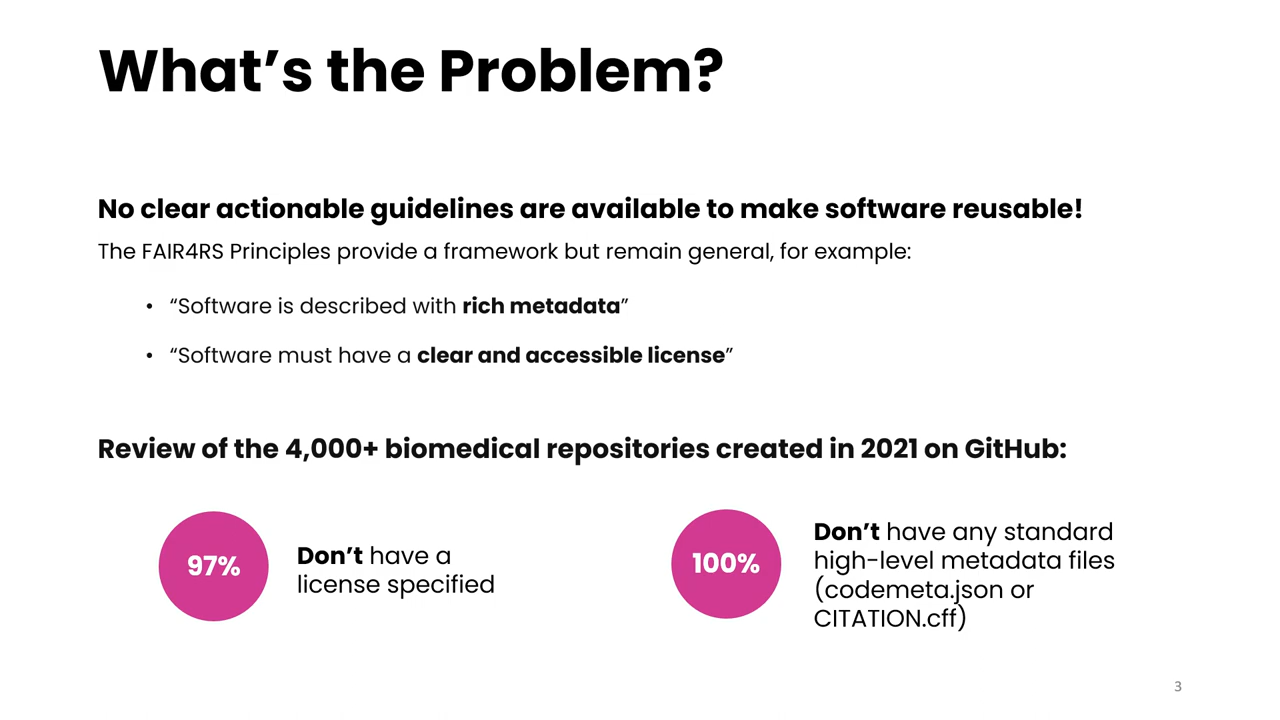 What’s the Problem?
No clear actionable guidelines are available to make software reusable!
The FAIR4RS Principles provide a framework but remain general, for example:
• “Software is described with rich metadata”
• “Software must have a clear and accessible license”
Review of the 4,000+ biomedical repositories created in 2021 on GitHub:
97%
Don’t have a
license specified
100%
Don’t have any standard
high-level metadata files
(codemeta.json or
CITATION.cff)
3